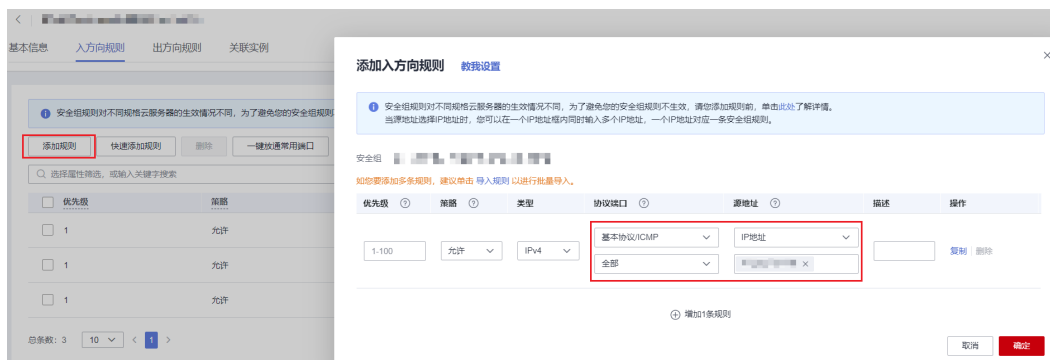 基本信息 入方向规则 出方向规则 关联实例
安全组规则对不同规格云服务器的生效情况不同，为了避免您的安全组规则
添加规则 快速添加规则 删除 一键放通常用端口
选择属性筛选，或输入关键字搜索
优先级 策略
1 允许
1 允许
1 允许
总条数：3 10 1
添加入方向规则 教我设置
安全组规则对不同规格云服务器的生效情况不同，为了避免您的安全组规则不生效，请您添加规则前，单击此处了解详情。
当源地址选择IP地址时，您可以在一个IP地址框内同时输入多个IP地址，一个IP地址对应一条安全组规则。
安全组
如您要添加多条规则，建议单击 导入规则 以进行批量导入。
优先级 策略 类型 协议端口 源地址 描述 操作
1-100 允许 IPv4 基本协议/ICMP IP地址 复制 删除
全部
增加1条规则
取消 确定